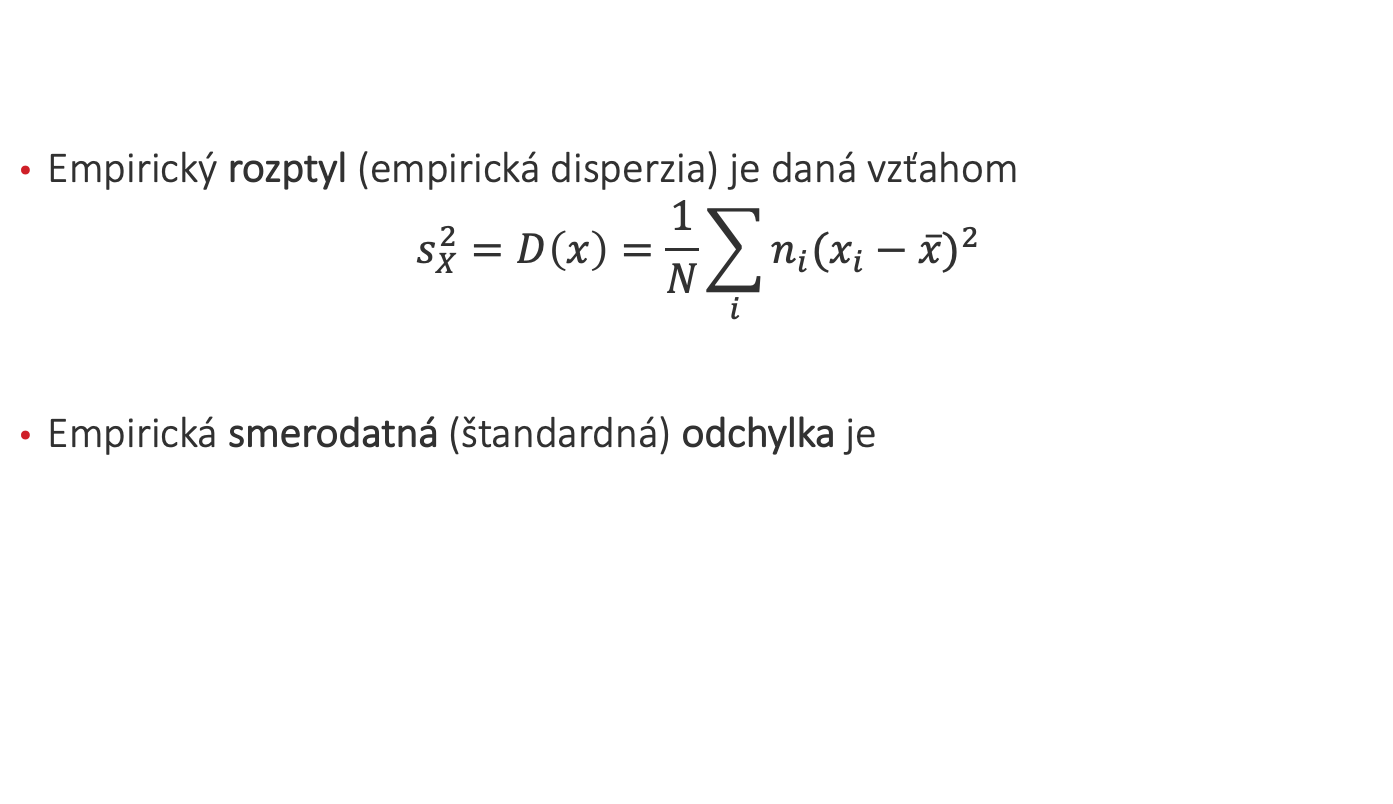 • Empirický rozptyl (empirická disperzia) je daná vzťahom
$s_X^2 = D(x) = \frac{1}{N} \sum_i n_i (x_i - \bar{x})^2$
• Empirická smerodatná (štandardná) odchylka je